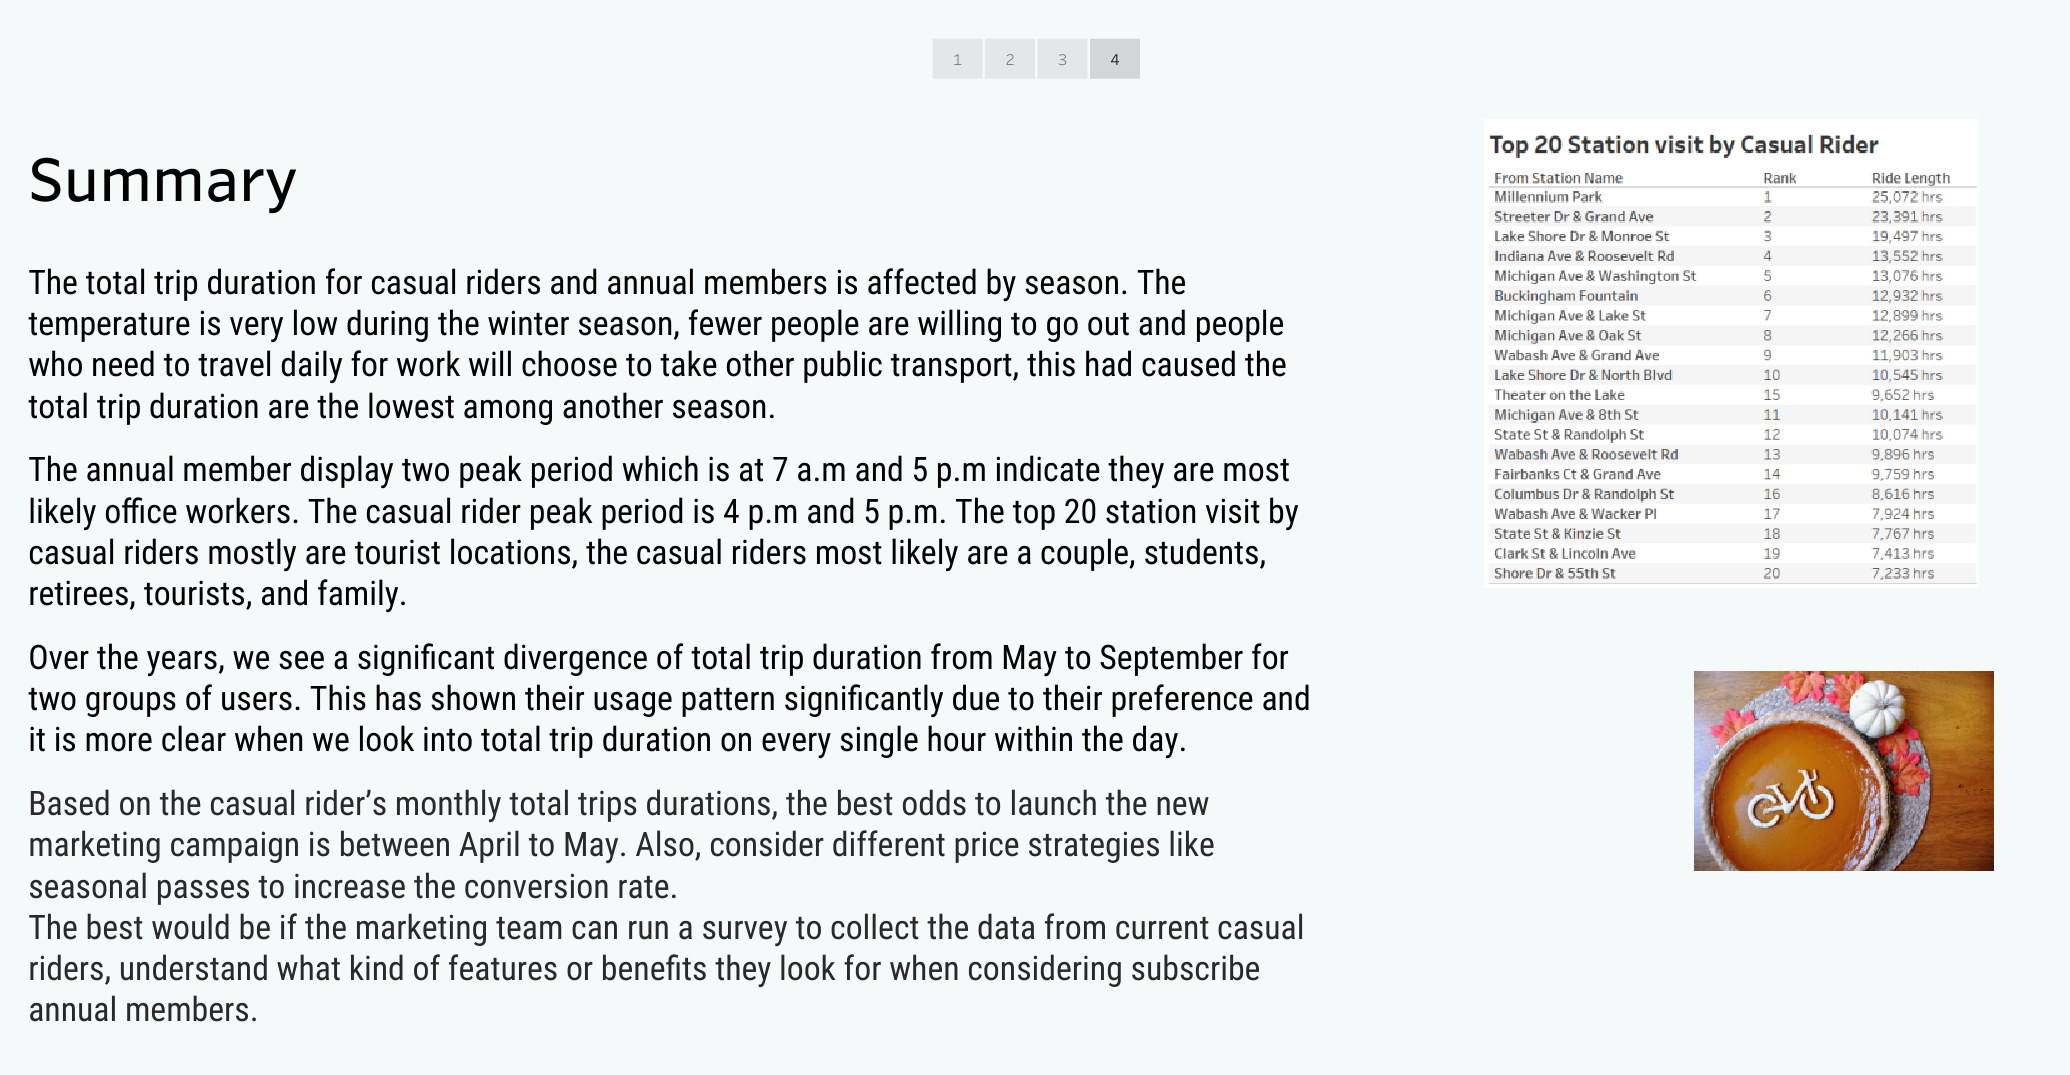 1 2 3 4
Summary
The total trip duration for casual riders and annual members is affected by season. The
temperature is very low during the winter season, fewer people are willing to go out and people
who need to travel daily for work will choose to take other public transport, this had caused the
total trip duration are the lowest among another season.
The annual member display two peak period which is at 7 a.m and 5 p.m indicate they are most
likely office workers. The casual rider peak period is 4 p.m and 5 p.m. The top 20 station visit by
casual riders mostly are tourist locations, the casual riders most likely are a couple, students,
retirees, tourists, and family.
Over the years, we see a significant divergence of total trip duration from May to September for
two groups of users. This has shown their usage pattern significantly due to their preference and
it is more clear when we look into total trip duration on every single hour within the day.
Based on the casual rider’s monthly total trips durations, the best odds to launch the new
marketing campaign is between April to May. Also, consider different price strategies like
seasonal passes to increase the conversion rate.
The best would be if the marketing team can run a survey to collect the data from current casual
riders, understand what kind of features or benefits they look for when considering subscribe
annual members.
Top 20 Station visit by Casual Rider
From Station Name Rank Ride Length
Millennium Park 1 25,072 hrs
Streeter Dr & Grand Ave 2 23,391 hrs
Lake Shore Dr & Monroe St 3 19,497 hrs
Indiana Ave & Roosevelt Rd 4 13,552 hrs
Michigan Ave & Washington St 5 13,076 hrs
Buckingham Fountain 6 12,932 hrs
Michigan Ave & Lake St 7 12,899 hrs
Michigan Ave & Oak St 8 12,266 hrs
Wabash Ave & Grand Ave 9 11,903 hrs
Lake Shore Dr & North Blvd 10 10,545 hrs
Theater on the Lake 15 9,652 hrs
Michigan Ave & 8th St 11 10,141 hrs
State St & Randolph St 12 10,074 hrs
Wabash Ave & Roosevelt Rd 13 9,896 hrs
Fairbanks Ct & Grand Ave 14 9,759 hrs
Columbus Dr & Randolph St 16 8,616 hrs
Wabash Ave & Wacker Pl 17 7,924 hrs
State St & Kinzie St 18 7,767 hrs
Clark St & Lincoln Ave 19 7,413 hrs
Shore Dr & 55th St 20 7,233 hrs